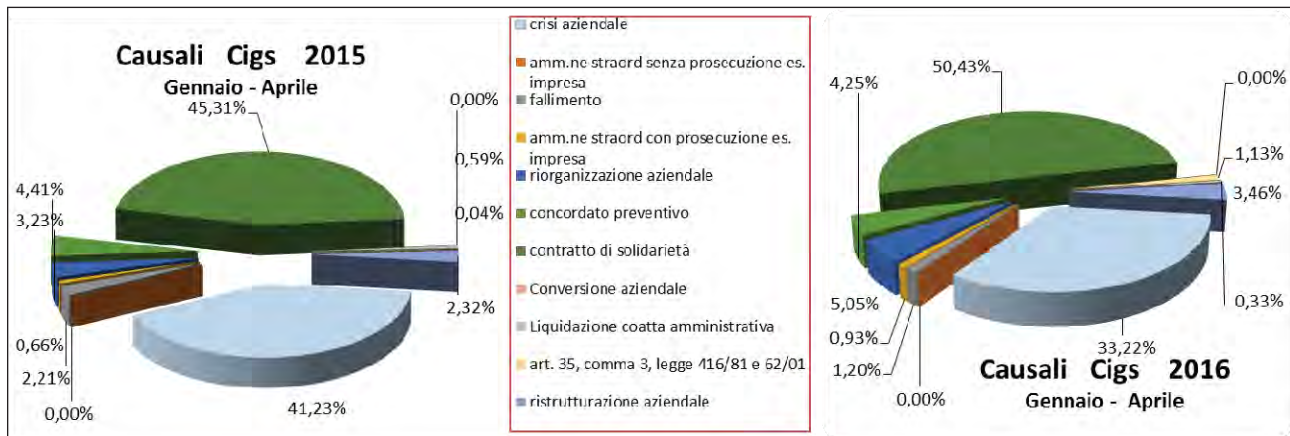 Causali Cigs 2015
Gennaio - Aprile
45,31%
0,00%
0,59%
0,04%
4,41%
3,23%
0,66%
2,21%
0,00%
41,23%
2,32%
crisi aziendale
amm.ne straord senza prosecuzione es.
impresa
fallimento
amm.ne straord con prosecuzione es.
impresa
riorganizzazione aziendale
concordato preventivo
contratto di solidarietà
Conversione aziendale
Liquidazione coatta amministrativa
art. 35, comma 3, legge 416/81 e 62/01
ristrutturazione aziendale
50,43%
4,25%
0,00%
1,13%
3,46%
0,33%
5,05%
0,93%
1,20%
0,00%
33,22%
Causali Cigs 2016
Gennaio - Aprile